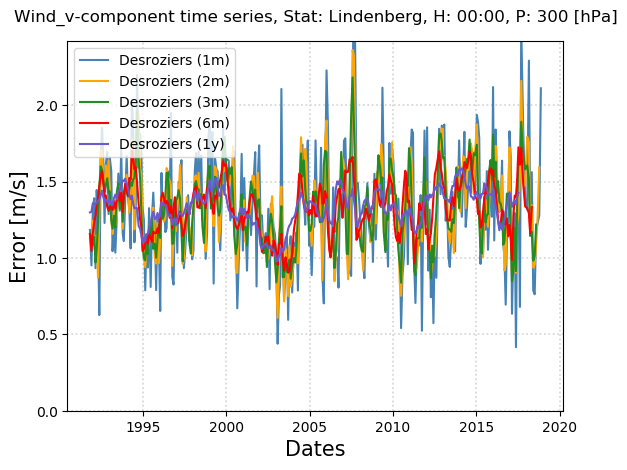 Wind_v-component time series, Stat: Lindenberg, H: 00:00, P: 300 [hPa]
Desroziers (1m)
Desroziers (2m)
Desroziers (3m)
Desroziers (6m)
Desroziers (1y)
Error [m/s]
2.0
1.5
1.0
0.5
0.0
1995 2000 2005 2010 2015 2020
Dates